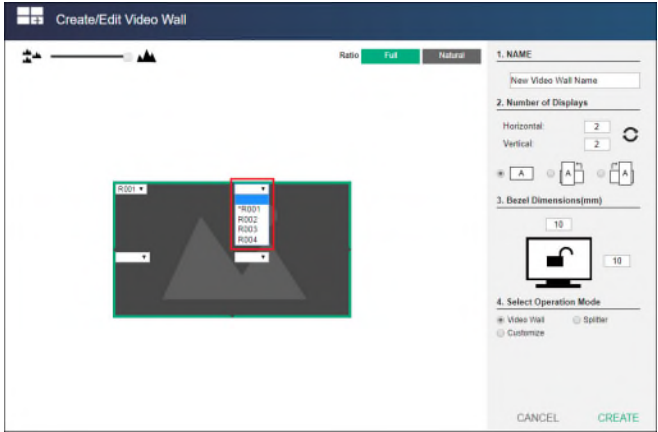 Create/Edit Video Wall
Ratio Full Natural
R001
*R001
R002
R003
R004
1. NAME
New Video Wall Name
2. Number of Displays
Horizontal: 2
Vertical: 2
A A A
3. Bezel Dimensions(mm)
10
10
4. Select Operation Mode
Video Wall Splitter
Customize
CANCEL CREATE